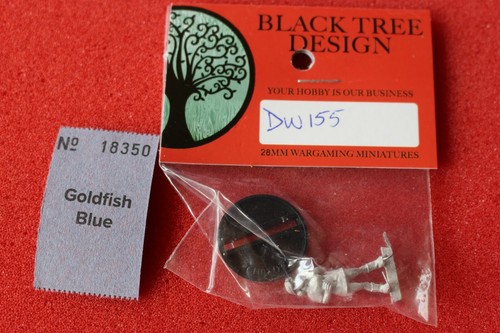 BLACK TREE
DESIGN
YOUR HOBBY IS OUR BUSINESS
DW155
28MM WARGAMING MINIATURES
No 18350
Goldfish
Blue